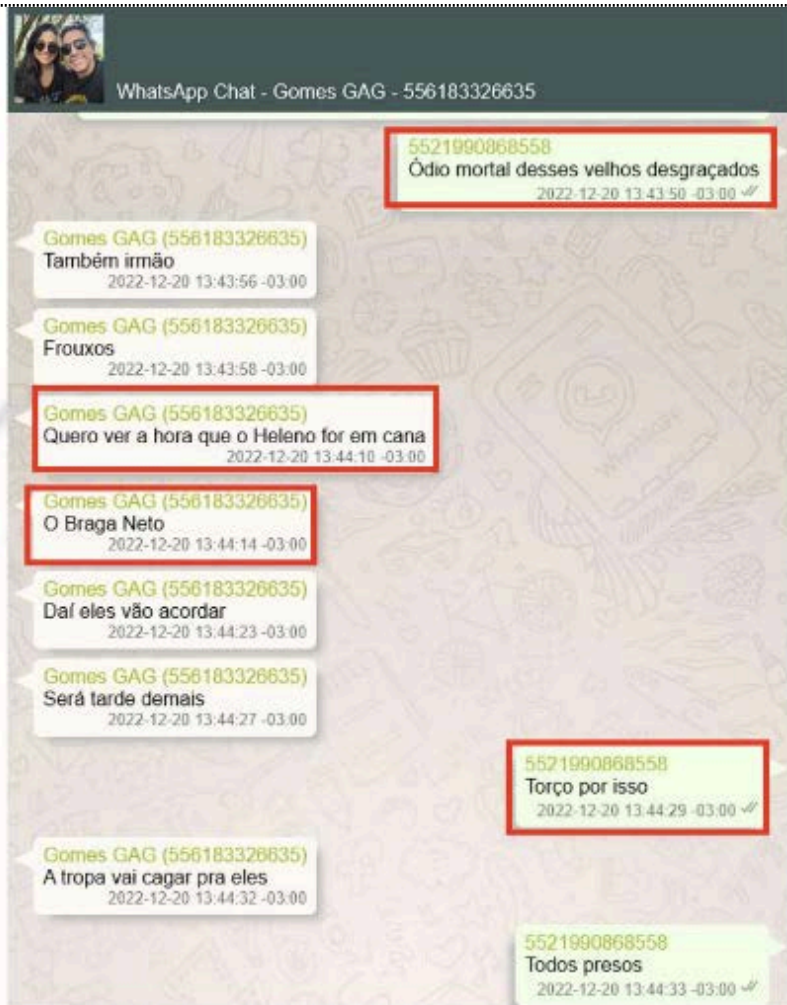 WhatsApp Chat - Gomes GAG - 556183326635
5521990868558
Ódio mortal desses velhos desgraçados
2022-12-20 13:43:50 -03:00
Gomes GAG (556183326635)
Também irmão
2022-12-20 13:43:56 -03:00
Gomes GAG (556183326635)
Frouxos
2022-12-20 13:43:58 -03:00
Gomes GAG (556183326635)
Quero ver a hora que o Heleno for em cana
2022-12-20 13:44:10 -03:00
Gomes GAG (556183326635)
O Braga Neto
2022-12-20 13:44:14 -03:00
Gomes GAG (556183326635)
Daí eles vão acordar
2022-12-20 13:44:23 -03:00
Gomes GAG (556183326635)
Será tarde demais
2022-12-20 13:44:27 -03:00
5521990868558
Torço por isso
2022-12-20 13:44:29 -03:00
Gomes GAG (556183326635)
A tropa vai cagar pra eles
2022-12-20 13:44:32 -03:00
5521990868558
Todos presos
2022-12-20 13:44:33 -03:00